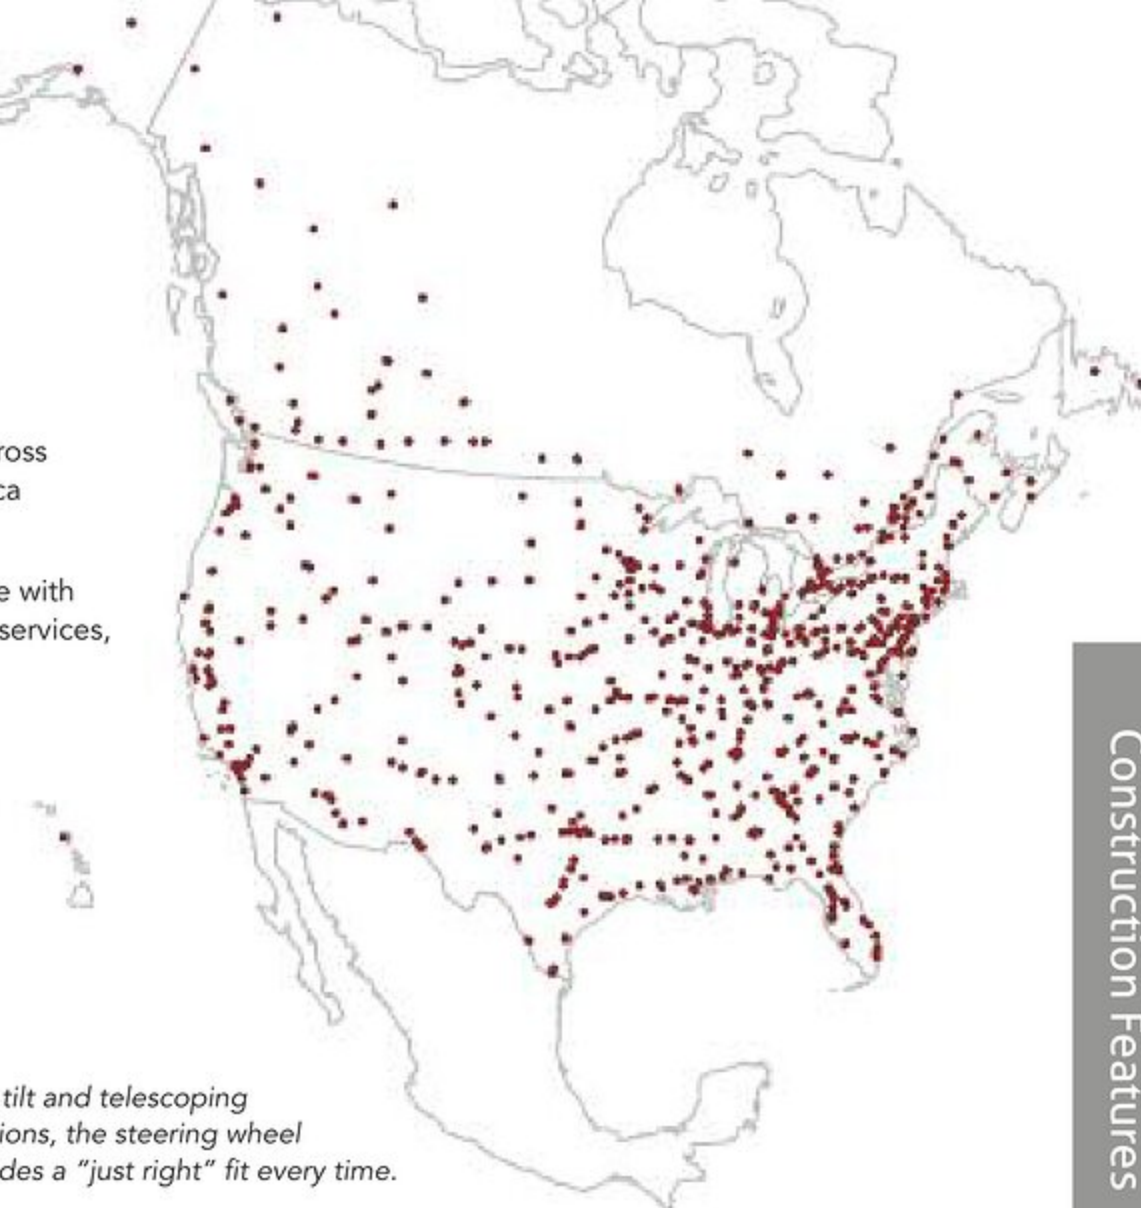 ross
ca
e with
services,
tilt and telescoping
ions, the steering wheel
des a “just right” fit every time.
Construction Features